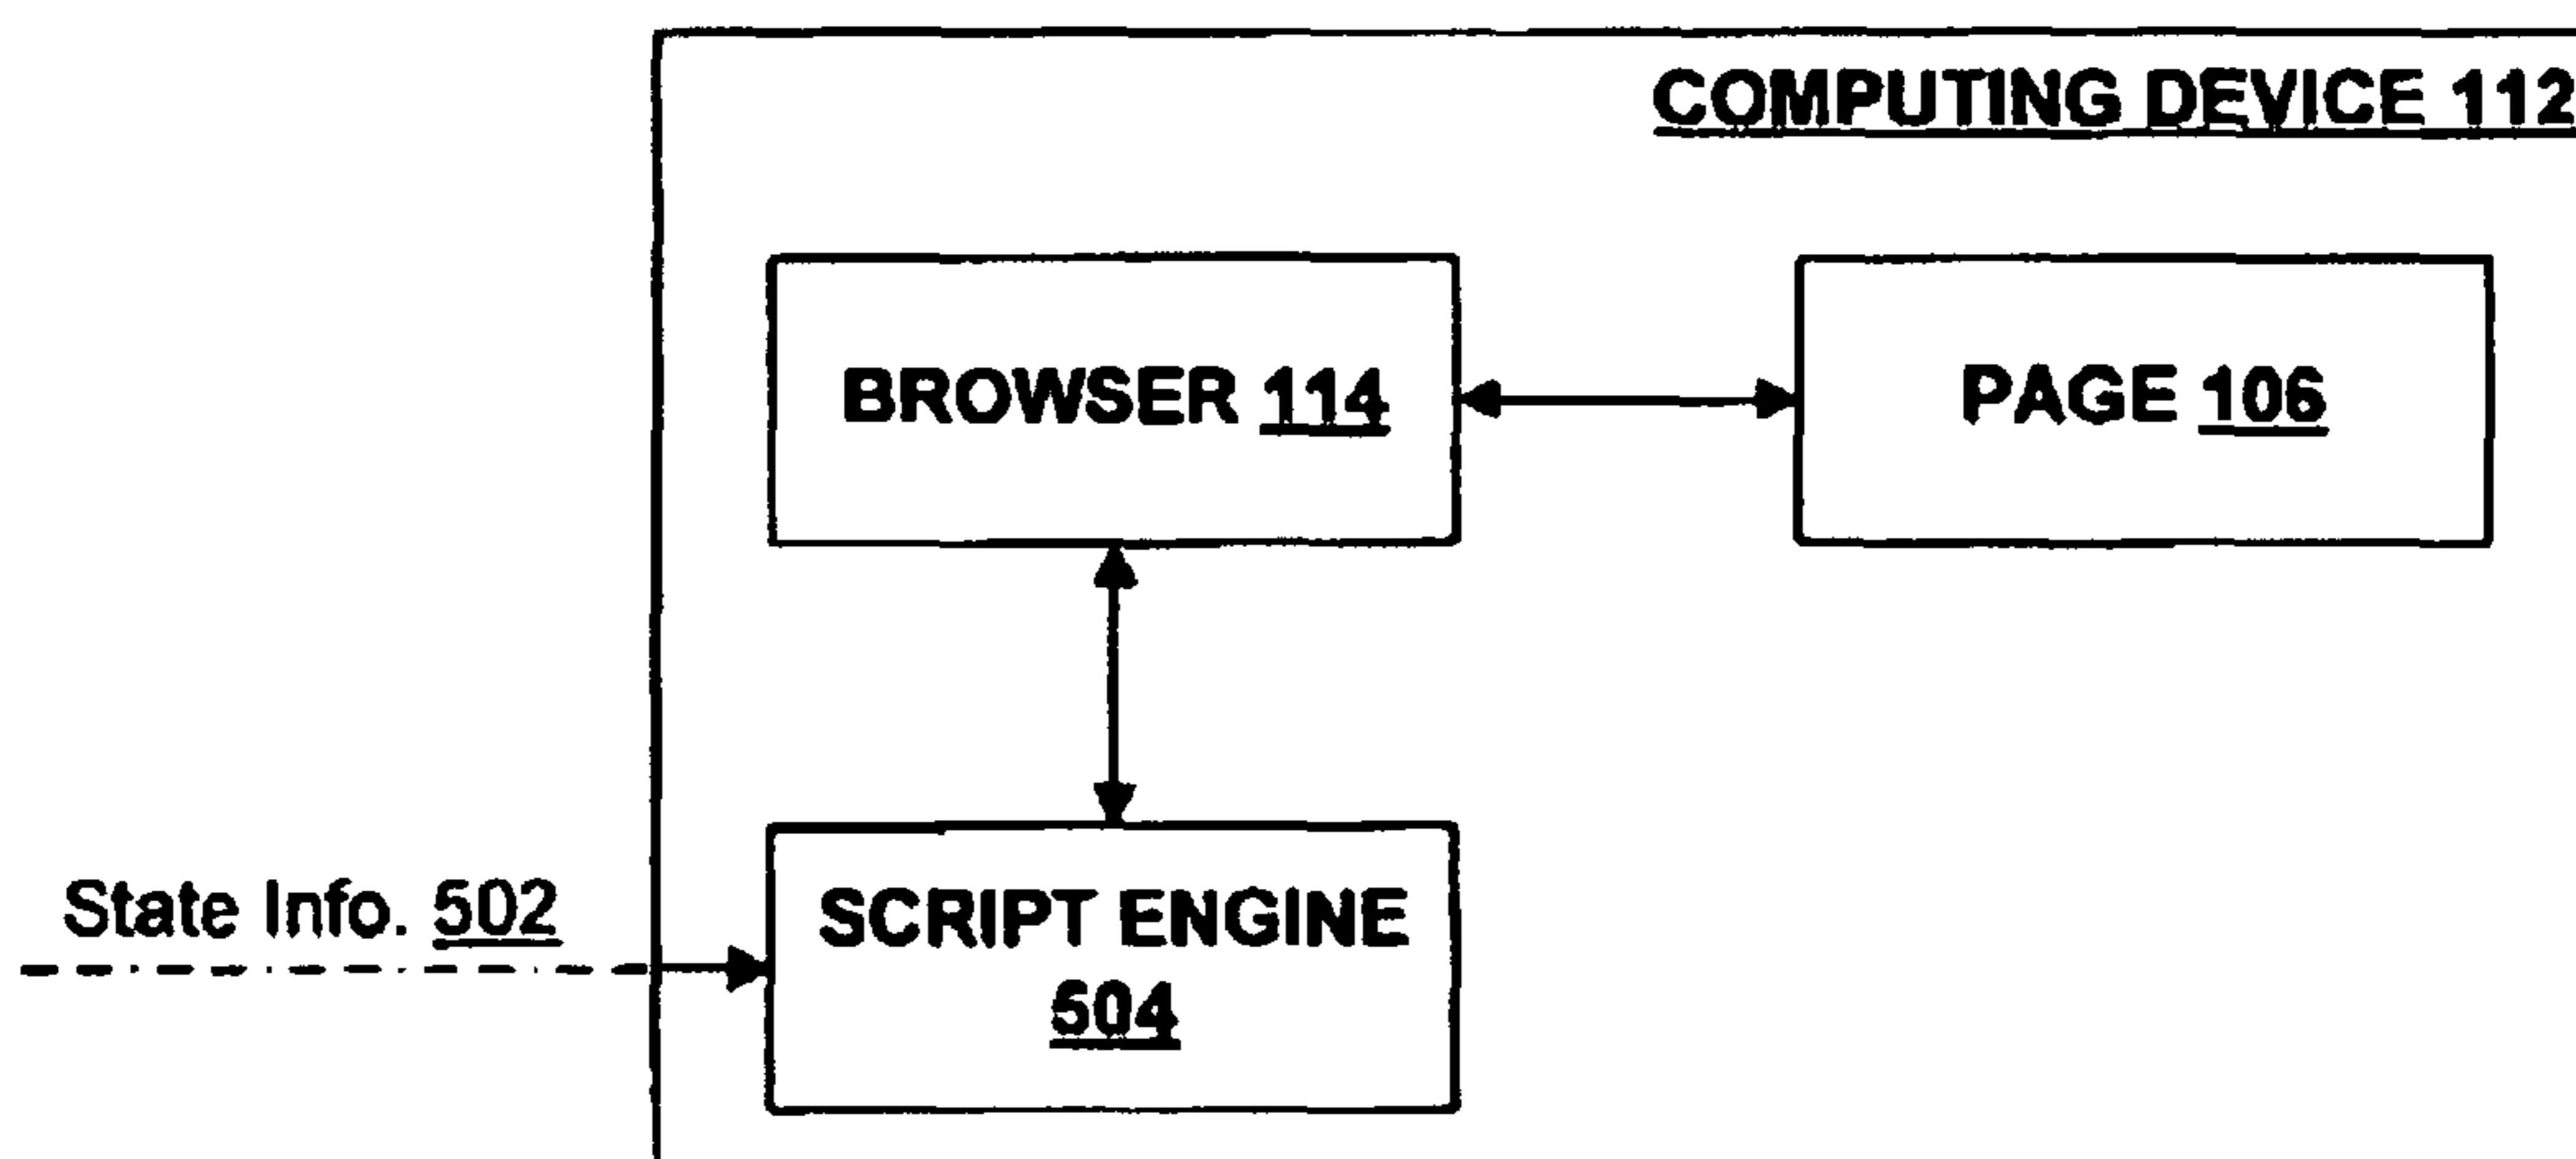 COMPUTING DEVICE 112
BROWSER 114
PAGE 106
State Info. 502
SCRIPT ENGINE
504